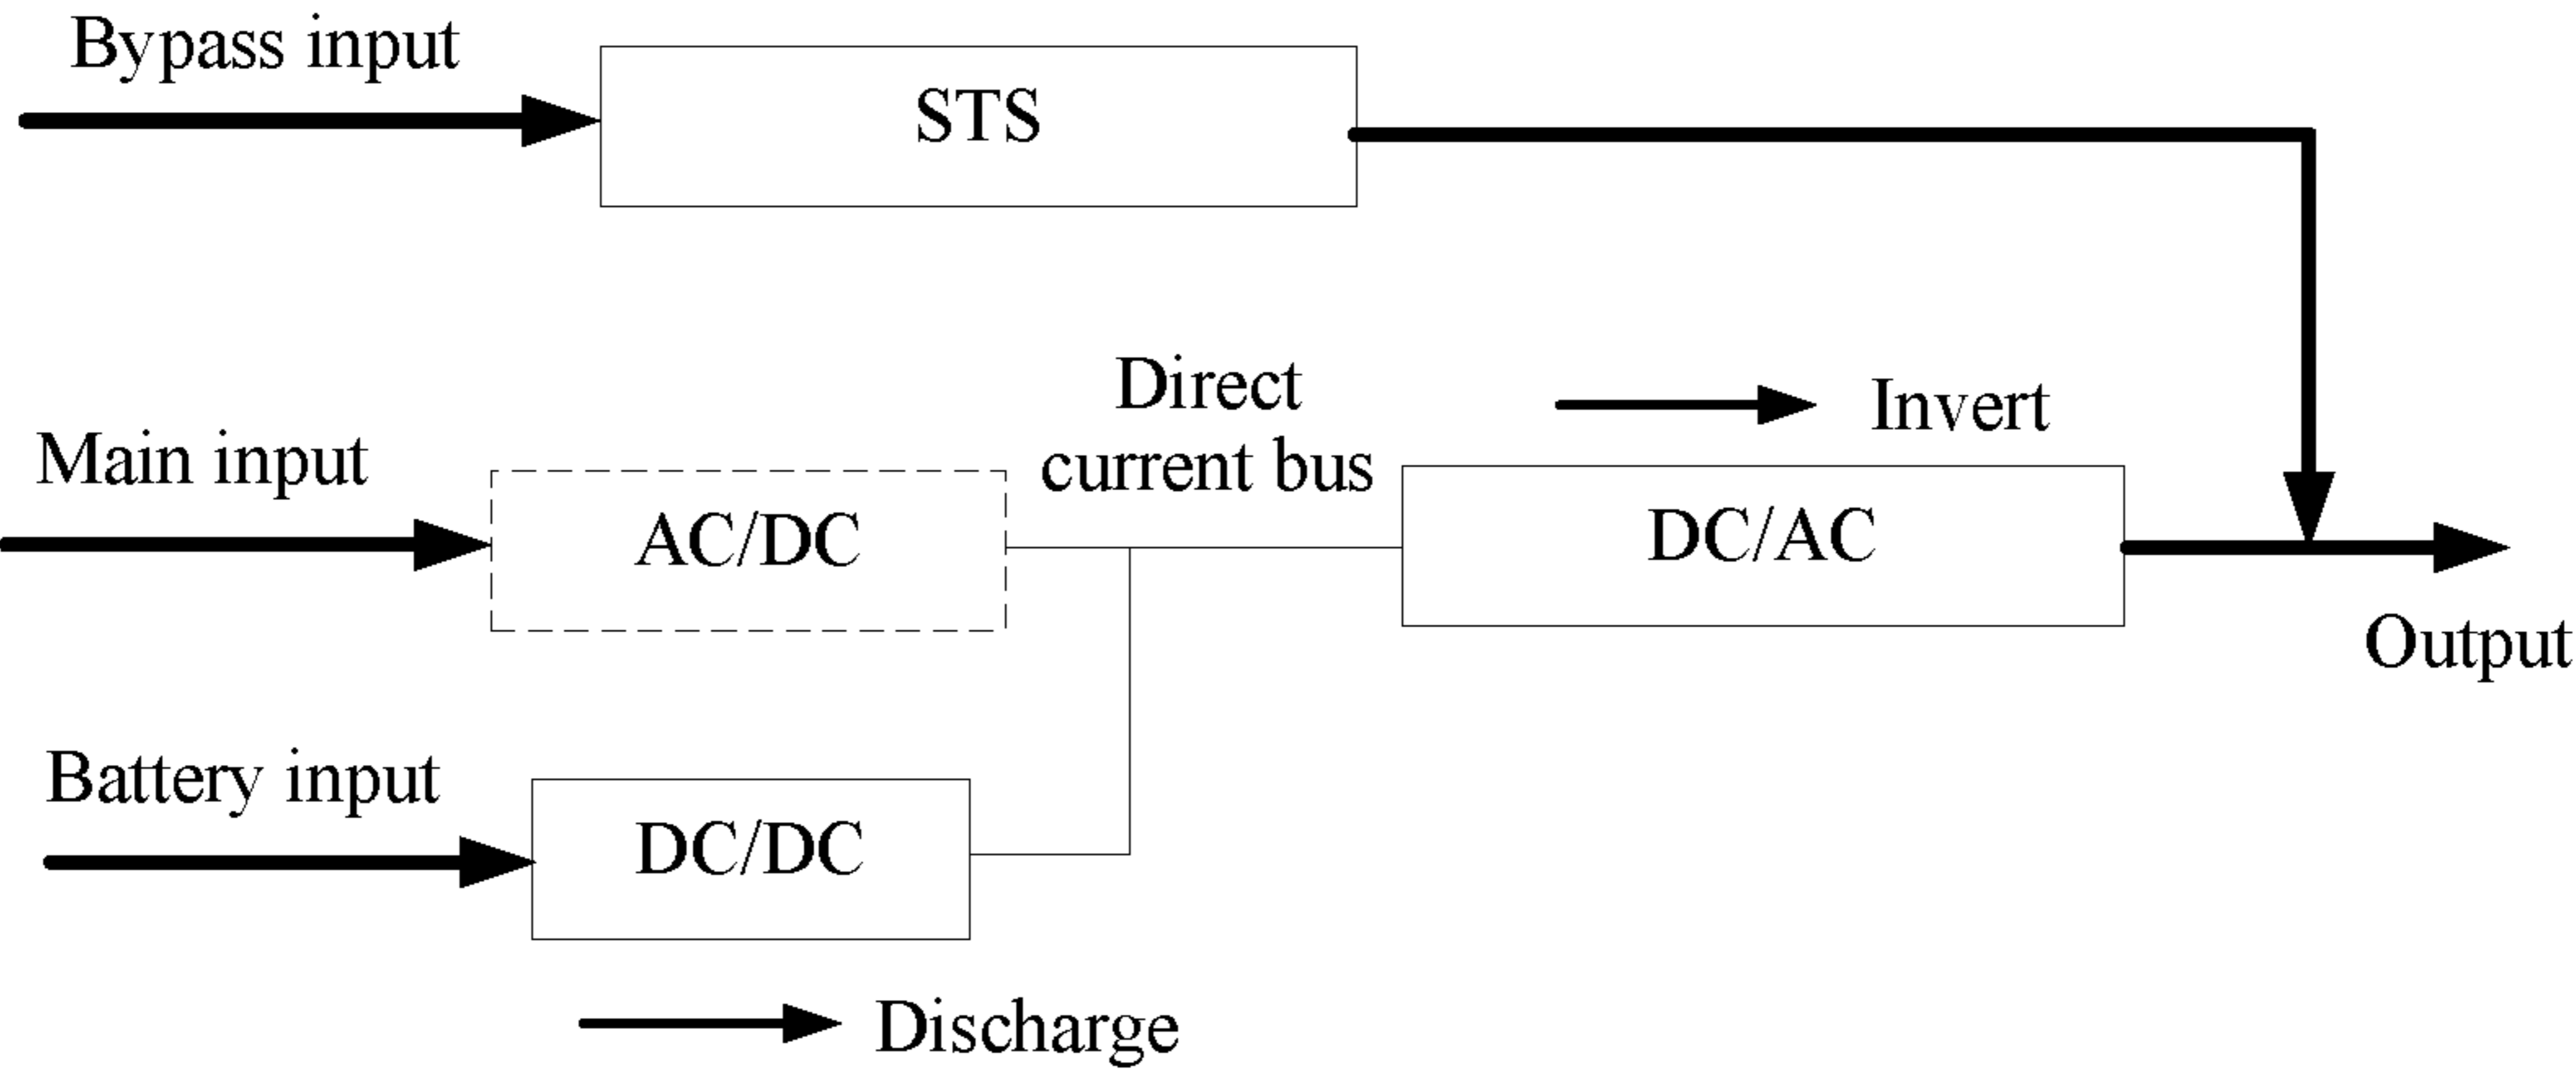 Bypass input
STS
Direct
current bus
Invert
Main input
AC/DC
DC/AC
Output
Battery input
DC/DC
Discharge